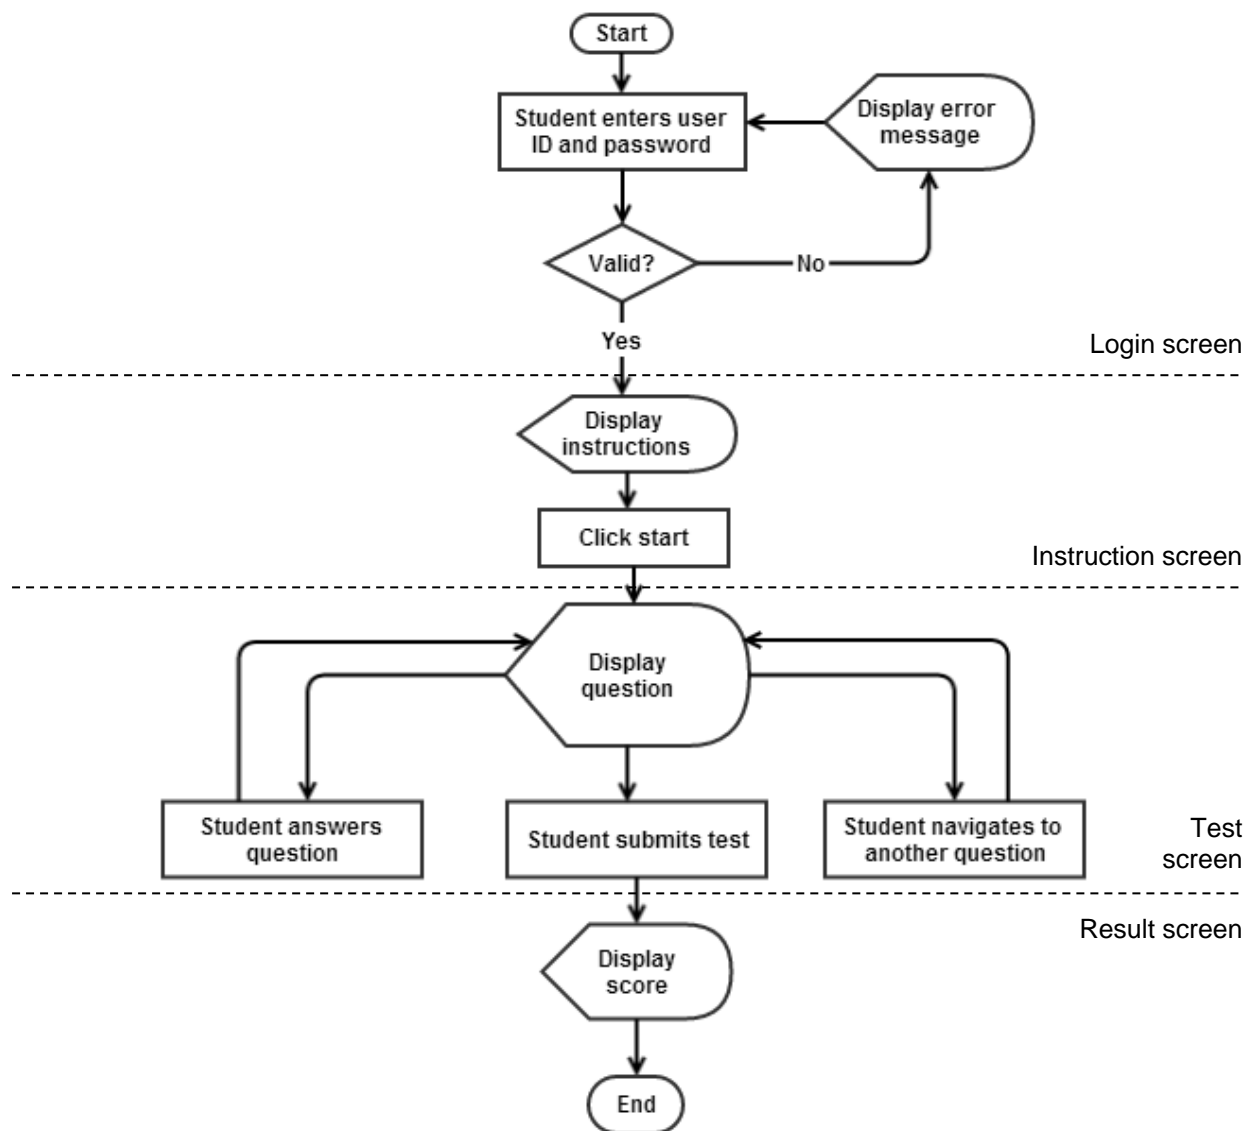 Start
Student enters user
ID and password
Display error
message
Valid?
No
Yes
Login screen
Display
instructions
Click start
Instruction screen
Display
question
Student answers
question
Student submits test
Student navigates to
another question
Test
screen
Result screen
Display
score
End